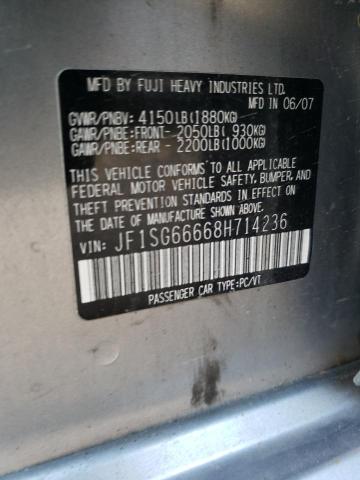 MFD BY FUJI HEAVY INDUSTRIES LTD.
MFD IN 06/07
GVWR/PNBV: 4150LB(1880KG)
GAWR/PNBE:FRONT- 2050LB( 930KG)
GAWR/PNBE:REAR - 2200LB(1000KG)
THIS VEHICLE CONFORMS TO ALL APPLICABLE
FEDERAL MOTOR VEHICLE SAFETY, BUMPER, AND
THEFT PREVENTION STANDARDS IN EFFECT ON
THE DATE OF MANUFACTURE SHOWN ABOVE.
VIN: JF1SG66668H714236
PASSENGER CAR TYPE:PC/VT